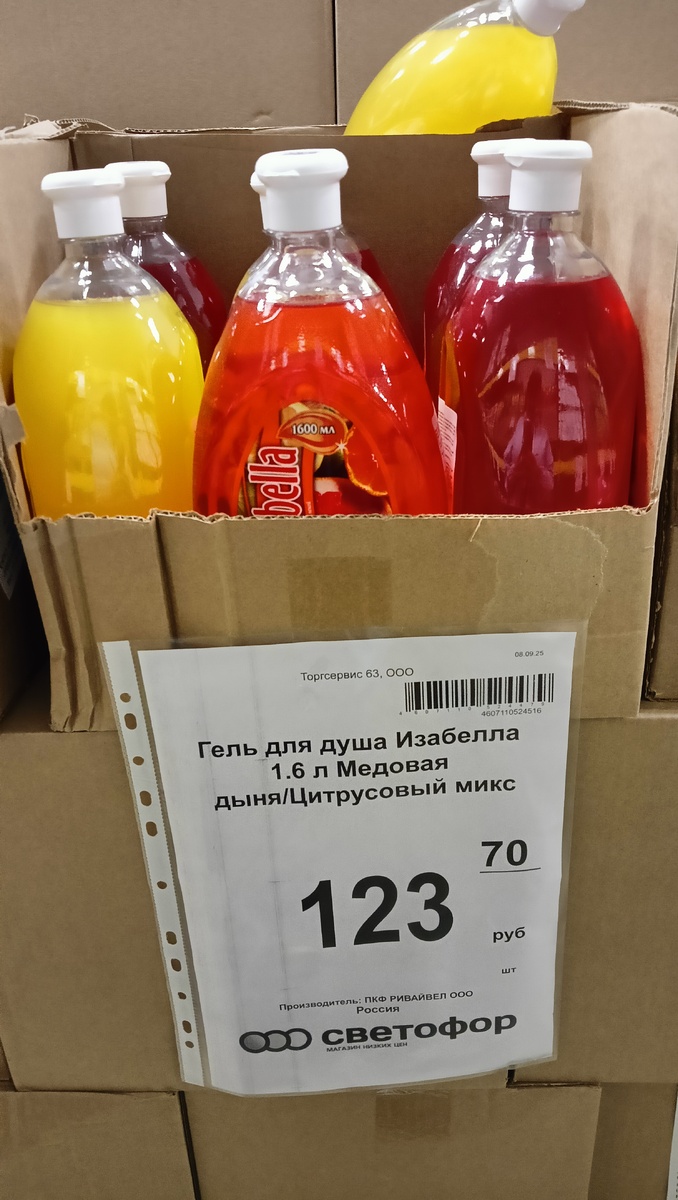 1600 мл
bella
08.09.25
Торгсервис 63, ООО
4607110524516
Гель для душа Изабелла
1.6 л Медовая
дыня/Цитрусовый микс
70
123
руб
шт
Производитель: ПКФ РИВАЙВЕЛ ООО
Россия
светофор
МАГАЗИН НИЗКИХ ЦЕН